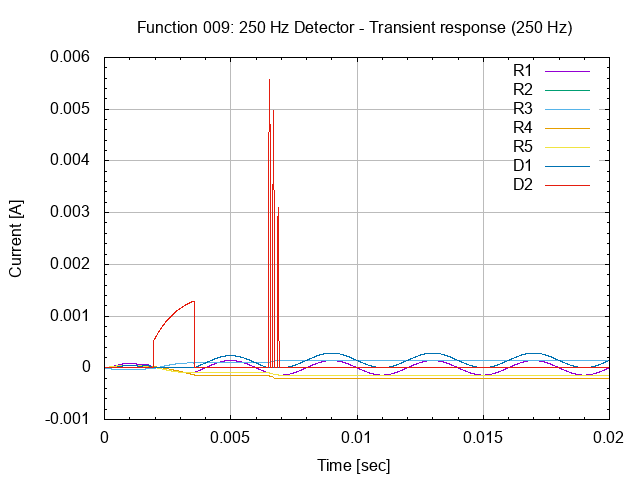 Function 009: 250 Hz Detector - Transient response (250 Hz)
0.006
0.005
0.004
0.003
0.002
0.001
0
-0.001
Current [A]
R1
R2
R3
R4
R5
D1
D2
0 0.005 0.01 0.015 0.02
Time [sec]